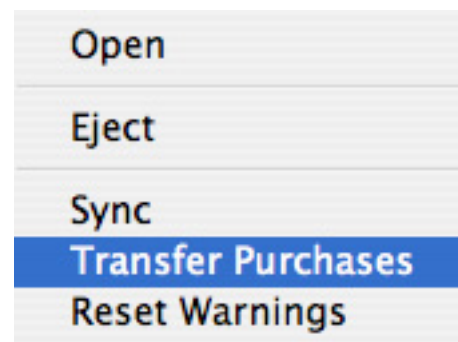 Open
Eject
Sync
Transfer Purchases
Reset Warnings